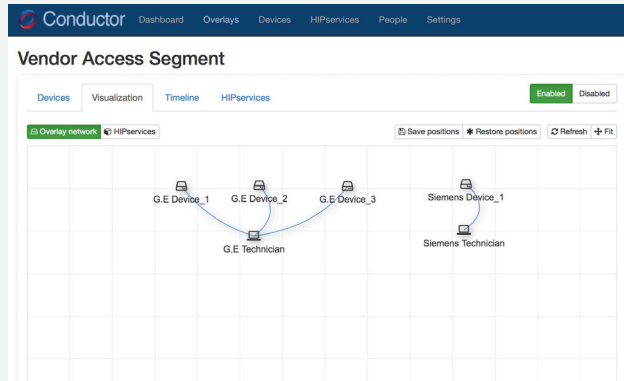 Conductor Dashboard Overlays Devices HIPservices People Settings
Vendor Access Segment
Devices Visualization Timeline HIPservices Enabled Disabled
Overlay network HIPservices Save positions Restore positions Refresh Fit
G.E Device_1 G.E Device_2 G.E Device_3 Siemens Device_1
G.E Technician Siemens Technician